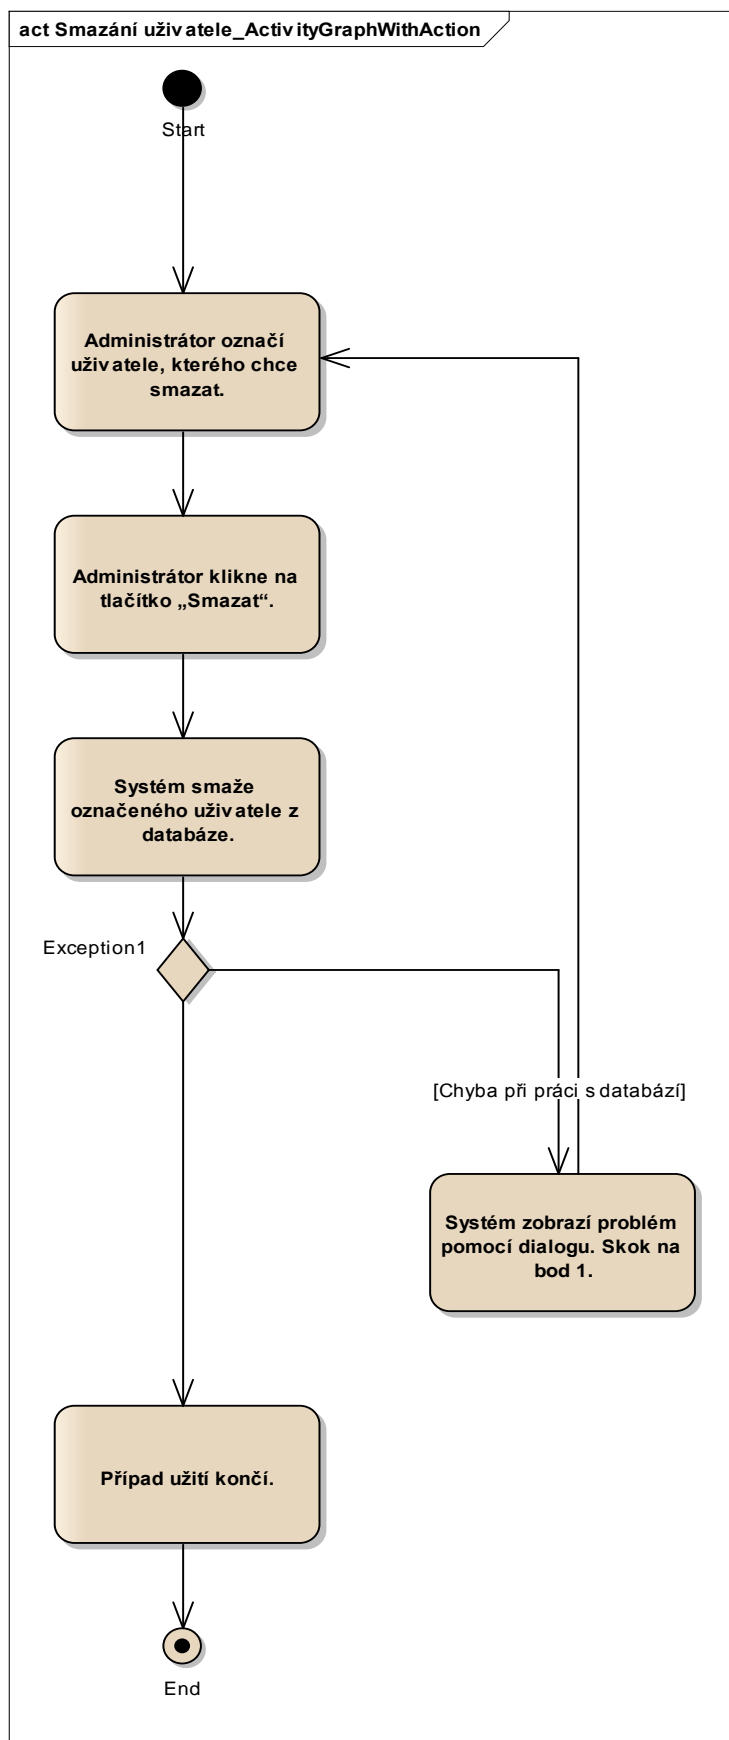 act Smazání uživatele_ActivityGraphWithAction
Start
Administrátor označí
uživatele, kterého chce
smazat.
Administrátor klikne na
tlačítko „Smazat“.
Systém smaže
označeného uživatele z
databáze.
Exception1
[Chyba při práci s databází]
Systém zobrazí problém
pomocí dialogu. Skok na
bod 1.
Případ užití končí.
End